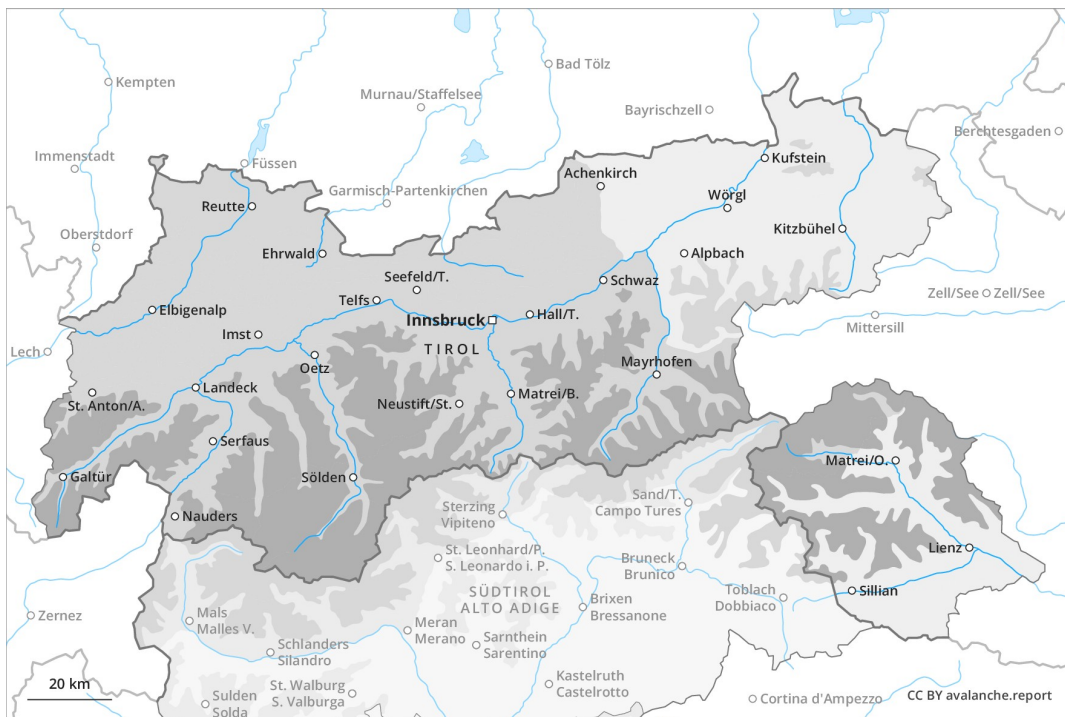 Kempten
Bad Tölz
Murnau/Staffelsee
Bayrischzell
Berchtesgaden
Immenstadt
Füssen
Kufstein
Achenkirch
Garmisch-Partenkirchen
Reutte
Wörgl
Kitzbühel
Oberstdorf
Ehrwald
Alpbach
Seefeld/T.
Schwaz
Zell/See
Zell/See
Telfs
Elbigenalp
Hall/T.
Innsbruck
Mittersill
Imst
TIROL
Lech
Oetz
Mayrhofen
Landeck
St. Anton/A.
Neustift/St.
Matrei/B.
Serfaus
Matrei/O.
Galtür
Sölden
Sand/T.
Campo Tures
Sterzing
Vipiteno
Nauders
Lienz
St. Leonhard/P.
S. Leonardo i. P.
Bruneck
Brunico
SÜDTIROL
ALTO ADIGE
Sillian
Toblach
Dobbiaco
Brixen
Bressanone
Zernez
Mals
Malles V.
Meran
Merano
Sarnthein
Sarentino
Schlanders
Silandro
Kastelruth
Castelrotto
20 km
St. Walburg
S. Valburga
Sulden
Solda
Cortina d'Ampezzo
CC BY avalanche.report